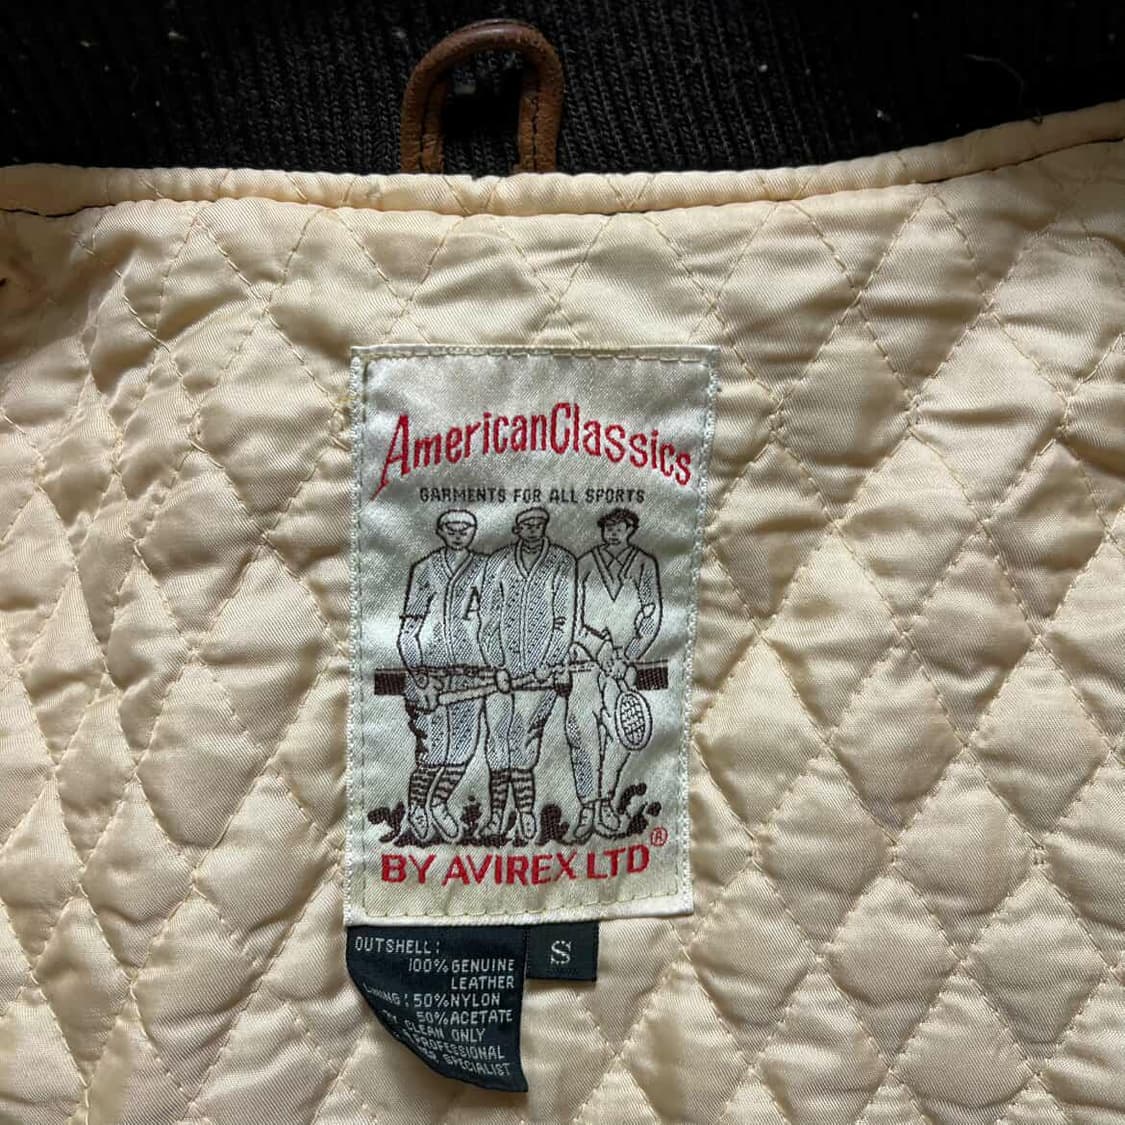 AmericanClassics
GARMENTS FOR ALL SPORTS
A
BY AVIREX LTD®
OUTSHELL:
100% GENUINE
LEATHER
: 50% NYLON
50% ACETATE
CLEAN ONLY
PROFESSIONAL
SPECIALIST
S